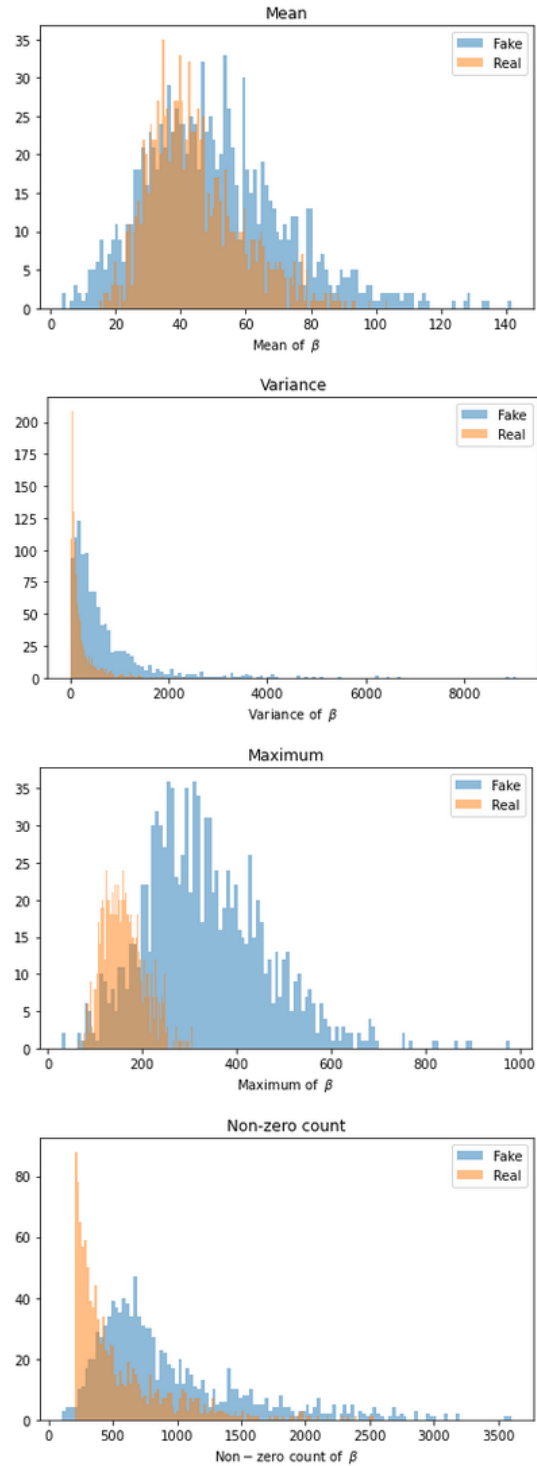 Mean
35
30
25
20
15
10
5
0
Fake
Real
0 20 40 60 80 100 120 140
Mean of β
Variance
200
175
150
125
100
75
50
25
0
Fake
Real
0 2000 4000 6000 8000
Variance of β
Maximum
35
30
25
20
15
10
5
0
Fake
Real
0 200 400 600 800 1000
Maximum of β
Non-zero count
80
60
40
20
0
Fake
Real
0 500 1000 1500 2000 2500 3000 3500
Non − zero count of β